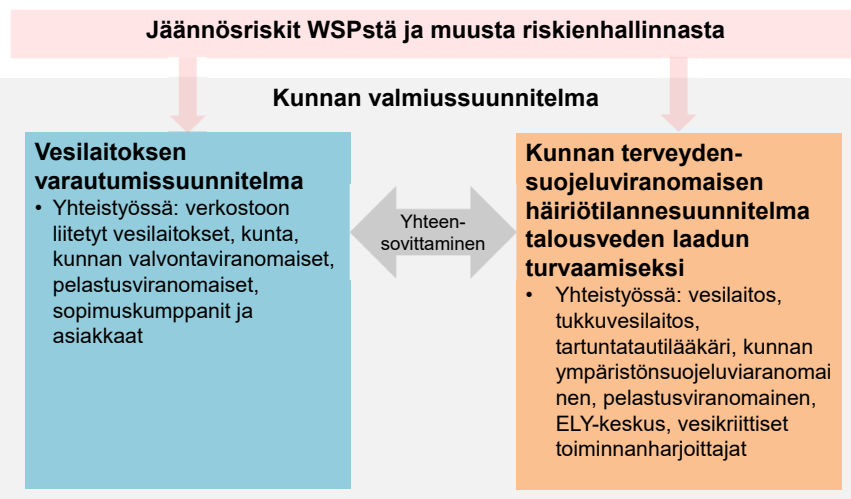 Jäännösriskit WSPstä ja muusta riskienhallinnasta
Kunnan valmiussuunnitelma
Vesilaitoksen
varautumissuunnitelma
• Yhteistyössä: verkostoon
liitetyt vesilaitokset, kunta,
kunnan valvontaviranomaiset,
pelastusviranomaiset,
sopimuskumppanit ja
asiakkaat
Yhteen-
sovittaminen
Kunnan terveyden-
suojeluviranomaisen
häiriötilannesuunnitelma
talousveden laadun
turvaamiseksi
• Yhteistyössä: vesilaitos,
tukkuvesilaitos,
tartuntatautilääkäri, kunnan
ympäristönsuojeluviaranomai
nen, pelastusviranomainen,
ELY-keskus, vesikriittiset
toiminnanharjoittajat